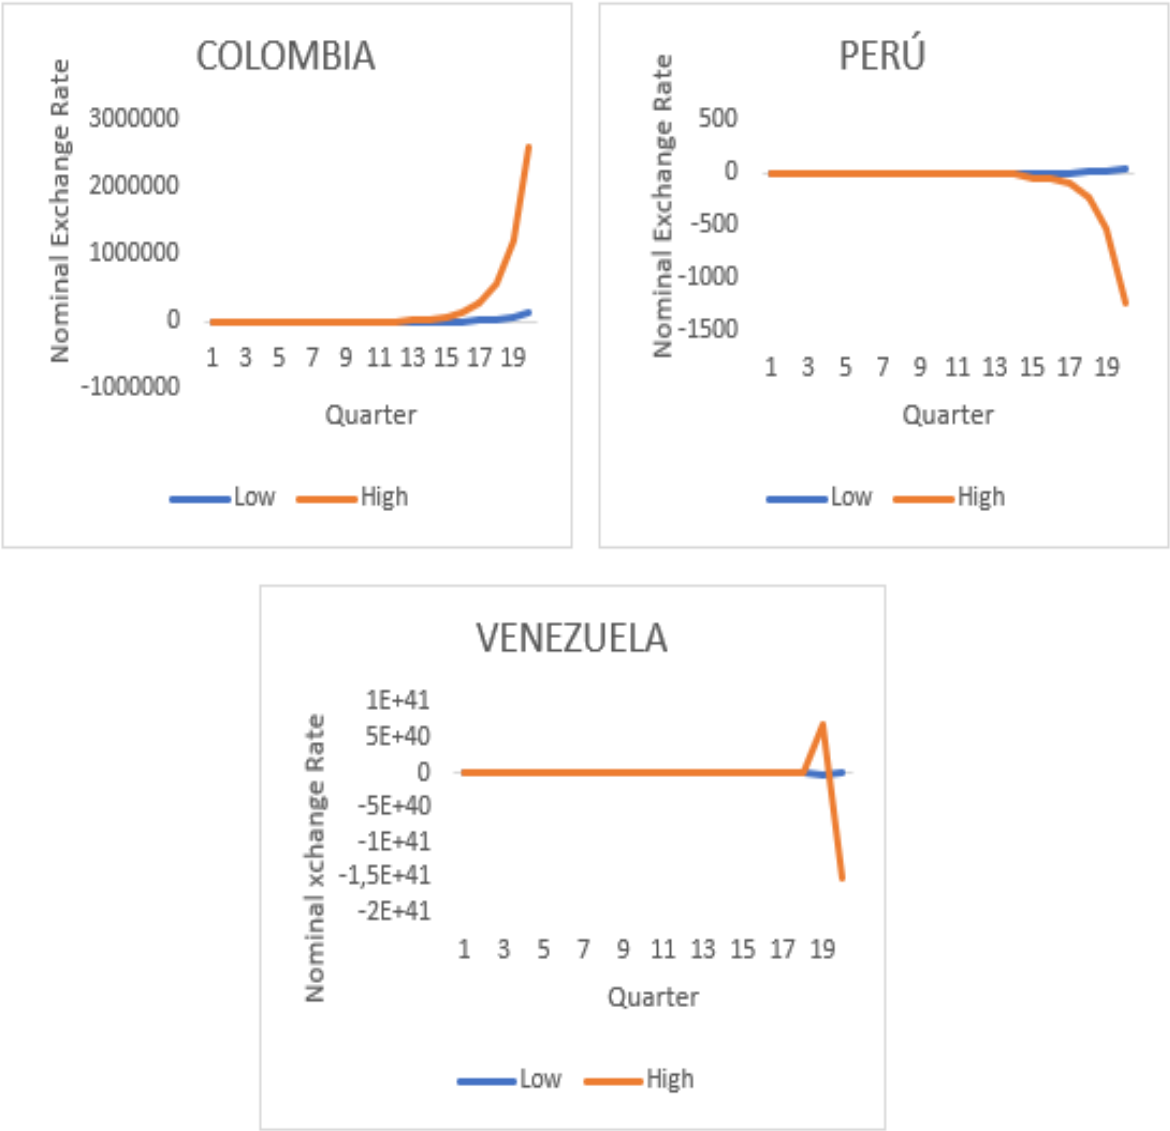 COLOMBIA
Nominal Exchange Rate
3000000
2000000
1000000
0
-1000000
1 3 5 7 9 11 13 15 17 19
Quarter
Low High
PERÚ
Nominal Exchange Rate
500
0
-500
-1000
-1500
1 3 5 7 9 11 13 15 17 19
Quarter
Low High
VENEZUELA
Nominal xchange Rate
1E+41
5E+40
0
-5E+40
-1E+41
-1,5E+41
-2E+41
1 3 5 7 9 11 13 15 17 19
Quarter
Low High